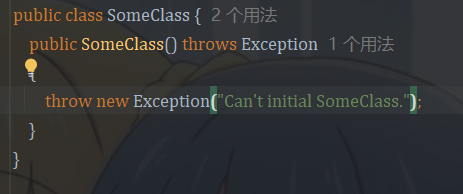 public class SomeClass { 2 个用法
public SomeClass() throws Exception 1 个用法
{
throw new Exception("Can't initial SomeClass.");
}
}